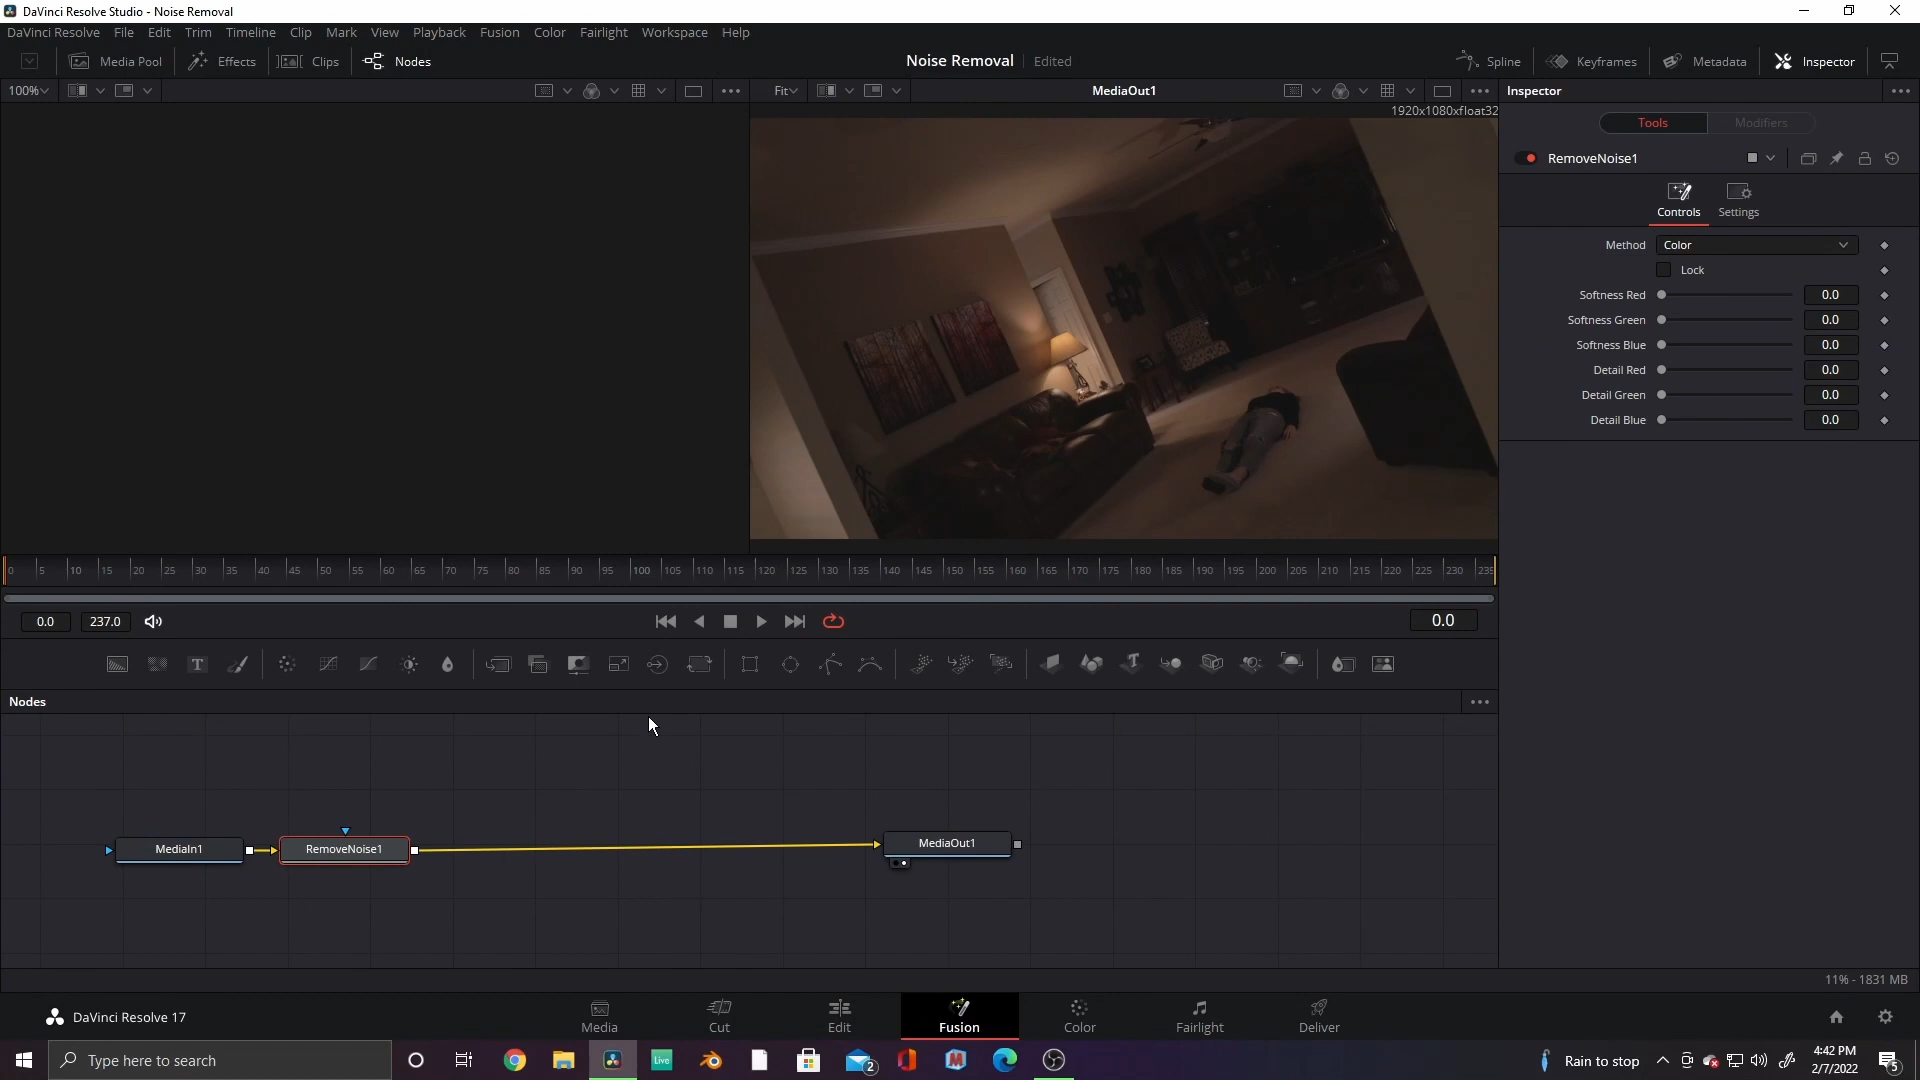 DaVinci Resolve Studio - Noise Removal
DaVinci Resolve File Edit Trim Timeline Clip Mark View Playback Fusion Color Fairlight Workspace Help
Media Pool Effects Clips Nodes Noise Removal Edited Spline Keyframes Metadata Inspector
100% Fit MediaOut1 Inspector
1920x1080xfloat32
Tools Modifiers
RemoveNoise1
Controls Settings
Method Color
Lock
Softness Red 0.0
Softness Green 0.0
Softness Blue 0.0
Detail Red 0.0
Detail Green 0.0
Detail Blue 0.0
0 5 10 15 20 25 30 35 40 45 50 55 60 65 70 75 80 85 90 95 100 105 110 115 120 125 130 135 140 145 150 155 160 165 170 175 180 185 190 195 200 205 210 215 220 225 230 235
0.0 237.0 0.0
T
Nodes
MediaIn1 RemoveNoise1 MediaOut1
11% - 1831 MB
DaVinci Resolve 17 Media Cut Edit Fusion Color Fairlight Deliver
Type here to search Live 2 Rain to stop 4:42 PM
2/7/2022 5